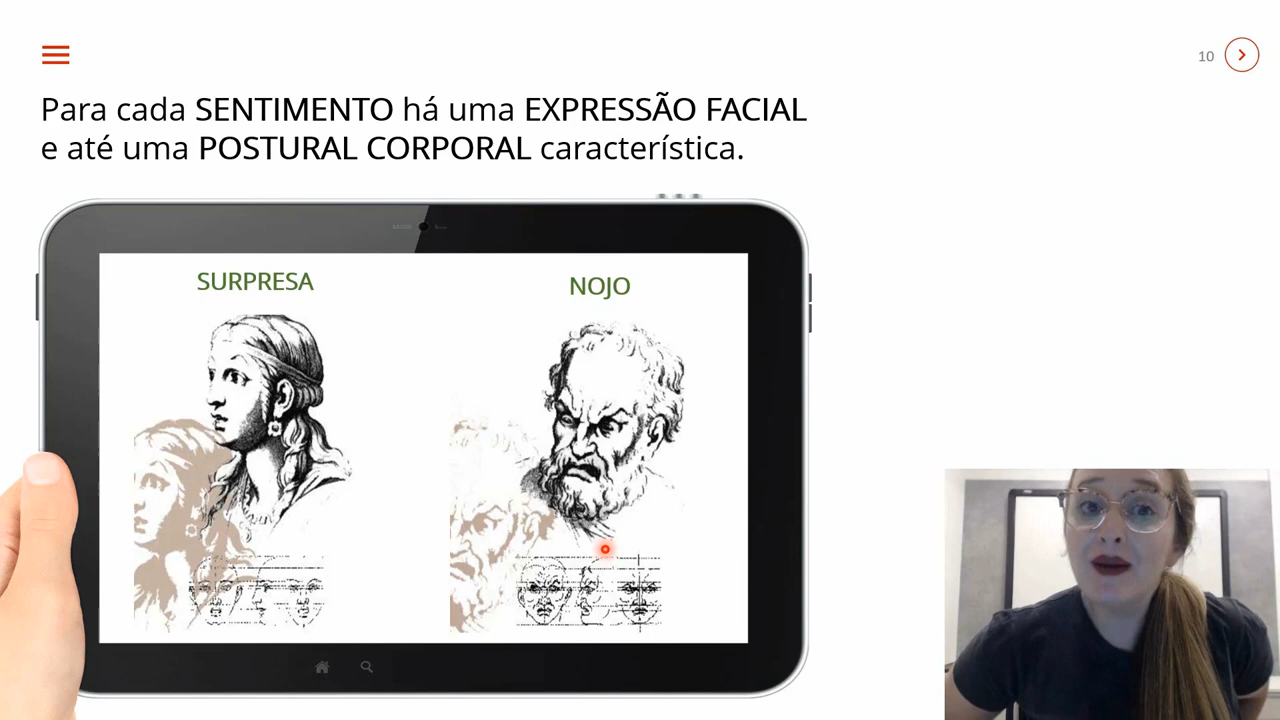 10
Para cada SENTIMENTO há uma EXPRESSÃO FACIAL
e até uma POSTURAL CORPORAL característica.
SURPRESA
NOJO